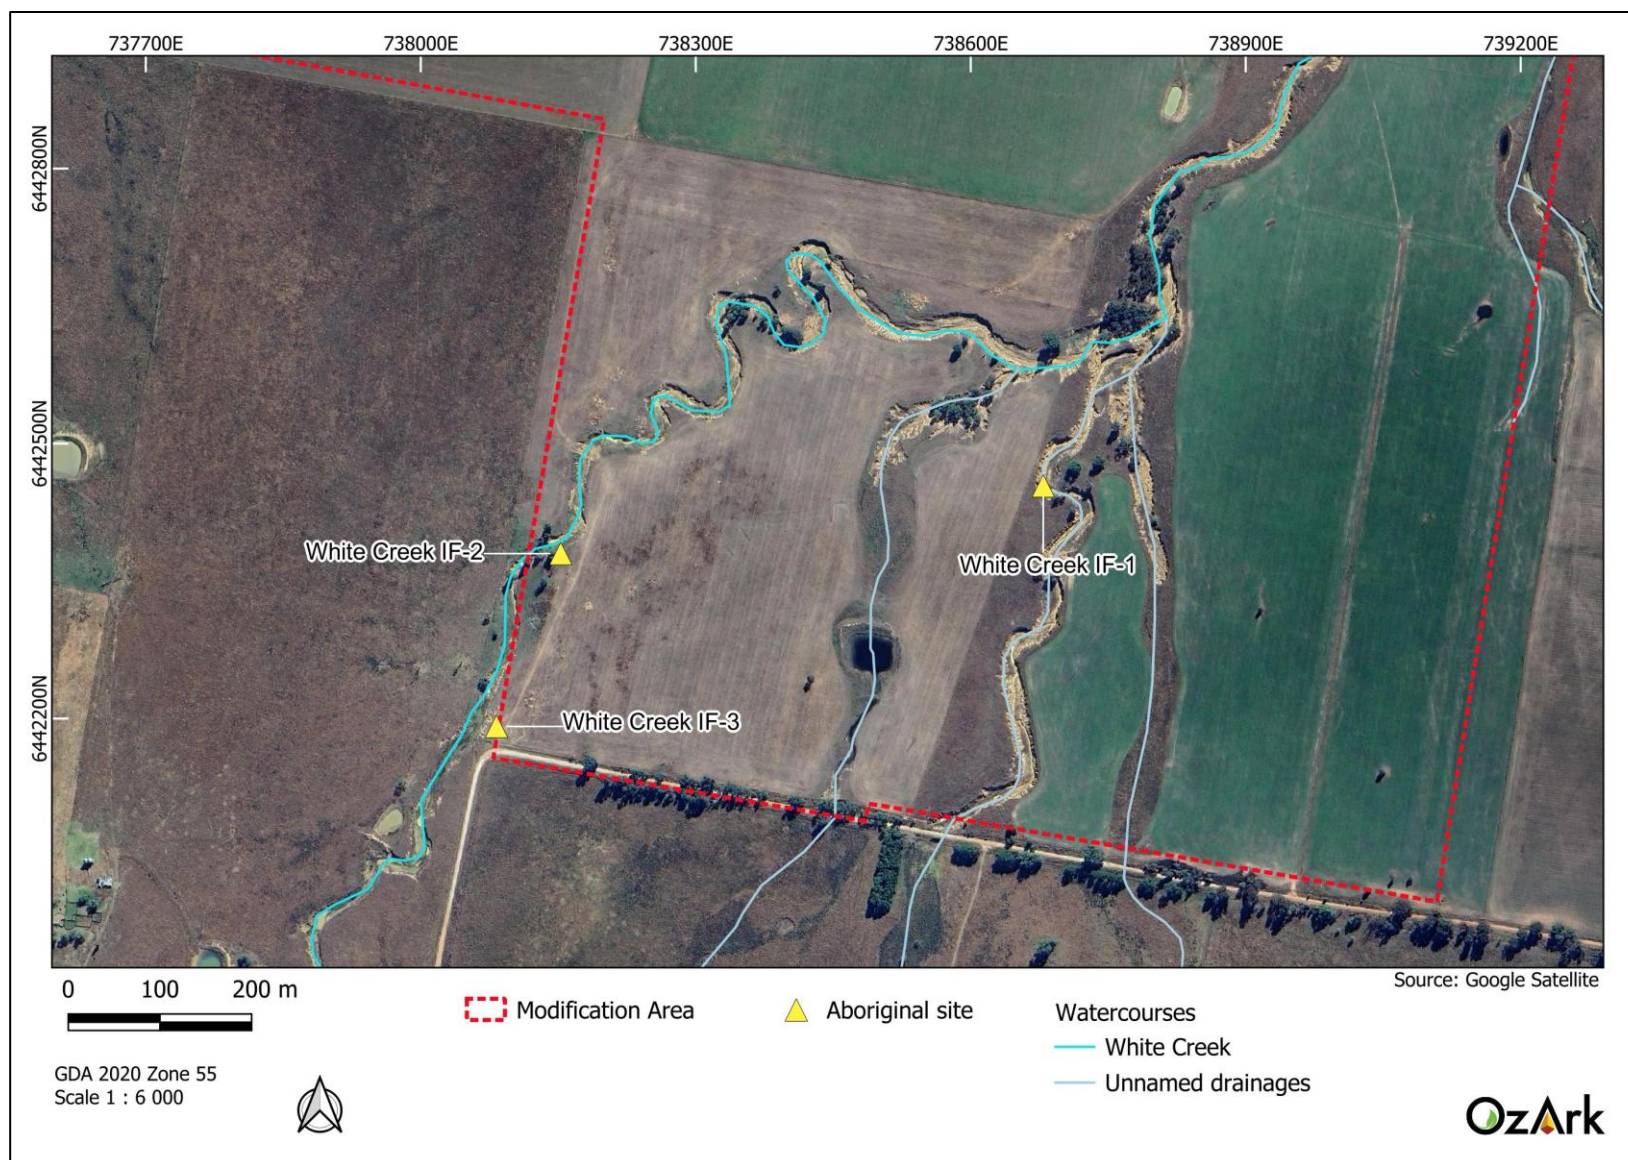 737700E 738000E 738300E 738600E 738900E 739200E
6442800N
6442500N
6442200N
White Creek IF-2
White Creek IF-1
White Creek IF-3
Source: Google Satellite
0 100 200 m
Modification Area
Aboriginal site
Watercourses
White Creek
Unnamed drainages
GDA 2020 Zone 55
Scale 1 : 6 000
OzArk